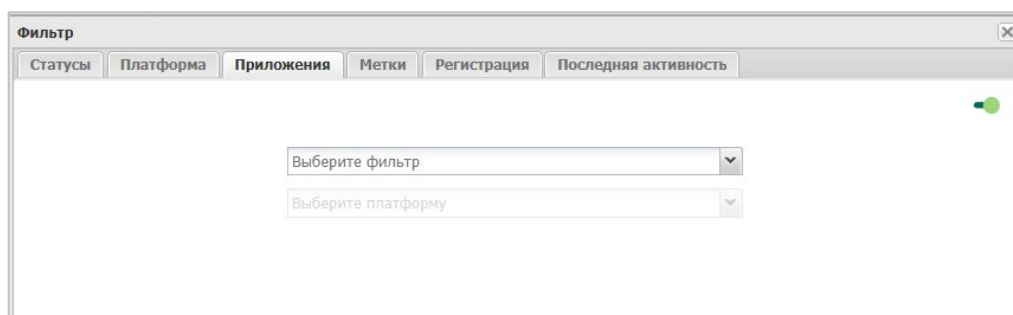 Фильтр
Статусы Платформа Приложения Метки Регистрация Последняя активность
Выберите фильтр
Выберите платформу